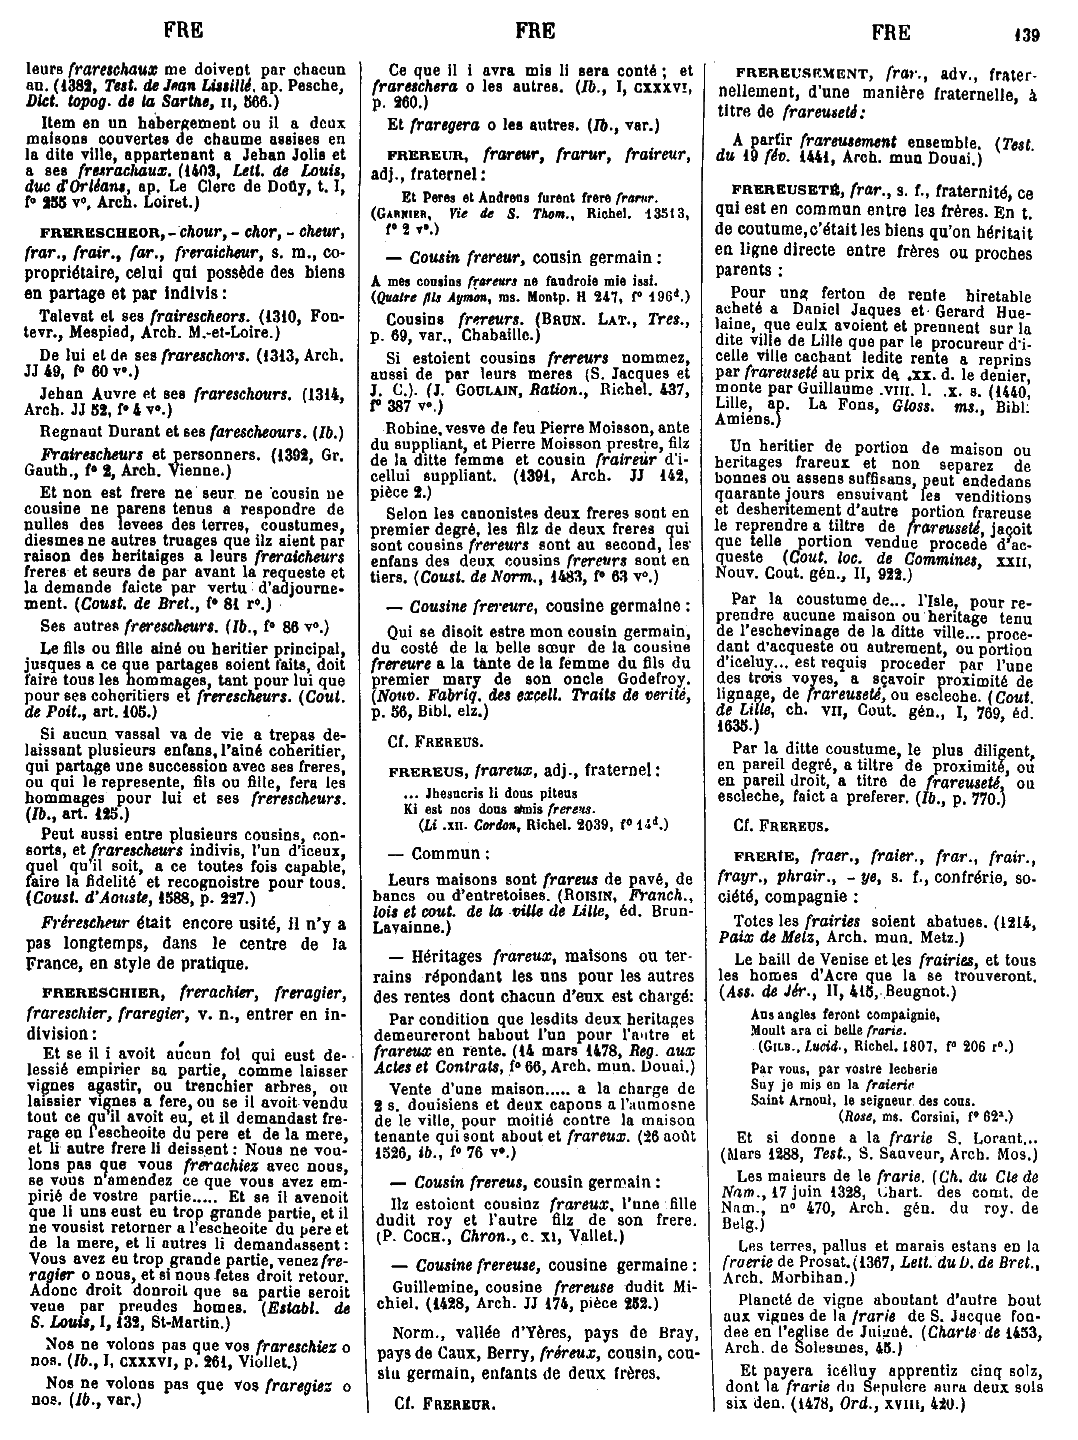 FRE
FRE
FRE
139
leurs frareschaux me doivent par chacun
an. (1382, Test. de Jean Lissillé, ap. Pesche,
Dict. topog. de la Sarthe, II, 566.)
Item en un habergement ou il a deux
maisons couvertes de chaume assises en
la dite ville, appartenant a Jehan Jolis et
a ses fresrachaux. (1403, Lett. de Louis,
duc d'Orléans, ap. Le Clerc de Doüy, t. I,
f° 255 v°, Arch. Loiret.)
FRERESCHEOR, - chour, - chor, - cheur,
frar., frair., far., freraicheur, s. m., co-
propriétaire, celui qui possède des biens
en partage et par indivis :
Talevat et ses frairescheors. (1310, Fon-
tevr., Mespied, Arch. M.-et-Loire.)
De lui et de ses frareschors. (1313, Arch.
JJ 49, f° 60 v°.)
Jehan Auvre et ses frareschours. (1314,
Arch. JJ 52, f° 4 v°.)
Regnaut Durant et ses farescheours. (Ib.)
Frairescheurs et personners. (1392, Gr.
Gauth., f° 2, Arch. Vienne.)
Et non est frere ne seur ne cousin ue
cousine ne parens tenus a respondre de
nulles des levees des terres, coustumes,
diesmes ne autres truages que ilz aient par
raison des heritaiges a leurs freraicheurs
freres et seurs de par avant la requeste et
la demande faicte par vertu d'adjourne-
ment. (Coust. de Bret., f° 81 r°.)
Ses autres frerescheurs. (Ib., f° 86 v°.)
Le fils ou fille ainé ou heritier principal,
jusques a ce que partages soient faits, doit
faire tous les hommages, tant pour lui que
pour ses cohoritiers et frerescheurs. (Cout.
de Poit., art. 105.)
Si aucun vassal va de vie a trepas de-
laissant plusieurs enfans, l'ainé coheritier,
qui partage une succession avec ses freres,
ou qui le represente, fils ou fille, fera les
hommages pour lui et ses frerescheurs.
(Ib., art. 125.)
Peut aussi entre plusieurs cousins, con-
sorts, et frarescheurs indivis, l'un d'iceux,
quel qu'il soit, a ce toutes fois capable,
faire la fidelité et recognoistre pour tous.
(Coust. d'Aouste, 1588, p. 227.)
Frérescheur était encore usité, il n'y a
pas longtemps, dans le centre de la
France, en style de pratique.
FRERESCHIER, frerachier, freragier,
frareschier, fraregier, v. n., entrer en in-
division :
Et se il i avoit aucun fol qui eust de-
lessié empirier sa partie, comme laisser
vignes agastir, ou trenchier arbres, ou
laissier vignes a fere, ou se il avoit vendu
tout ce qu'il avoit eu, et il demandast fre-
rage en l'escheoite du pere et de la mere,
et li autre frere li deissent : Nous ne vou-
lons pas que vous frerachiez avec nous,
se vous n'amendez ce que vous avez em-
pirié de vostre partie..... Et se il avenoit
que li uns eust eu trop grande partie, et il
ne vousist retorner a l'escheoite du pere et
de la mere, et li autres li demandassent :
Vous avez eu trop grande partie, venez fre-
ragier o nous, et si nous fetes droit retour.
Adonc droit donroit que sa partie seroit
veue par preudes homes. (Establ. de
S. Louis, I, 132, St-Martin.)
Nos ne volons pas que vos frareschiez o
nos. (Ib., I, CXXXVI, p. 261, Viollet.)
Nos ne volons pas que vos fraregiez o
nos. (Ib., var.)
Ce que il i avra mis li sera conté ; et
frareschera o les autres. (Ib., I, CXXXVI,
p. 260.)
Et fraregera o les autres. (Ib., var.)
FREREUR, frareur, frarur, fraireur,
adj., fraternel :
Et Peres et Andreus furent frere frarur.
(GARNIER, Vie de S. Thom., Richel. 13513,
f° 2 v°.)
— Cousin frereur, cousin germain :
A mes cousins frareurs ne faudroie mie issi.
(Quatre fils Aymon, ms. Montp. H 247, f° 196d.)
Cousins frereurs. (BRUN. LAT., Tres.,
p. 69, var., Chabaille.)
Si estoient cousins frereurs nommez,
aussi de par leurs meres (S. Jacques et
J. C.). (J. GOULAIN, Ration., Richel. 437,
f° 387 v°.)
Robine, vesve de feu Pierre Moisson, ante
du suppliant, et Pierre Moisson prestre, filz
de la ditte femme et cousin fraireur d'i-
cellui suppliant. (1391, Arch. JJ 142,
pièce 2.)
Selon les canonistes deux freres sont en
premier degré, les filz de deux freres qui
sont cousins frereurs sont au second, les
enfans des deux cousins frereurs sont en
tiers. (Coust. de Norm., 1483, f° 63 v°.)
— Cousine frereure, cousine germaine :
Qui se disoit estre mon cousin germain,
du costé de la belle sœur de la cousine
frereure a la tante de la femme du fils du
premier mary de son oncle Godefroy.
(Nouv. Fabriq. des excell. Traits de verité,
p. 56, Bibl. elz.)
Cf. FREREUS.
FREREUS, frareux, adj., fraternel :
... Jhesucris li dous piteus
Ki est nos dous amis frereus.
(Li .XII. Cordon, Richel. 2039, f° 14d.)
— Commun :
Leurs maisons sont frareus de pavé, de
bancs ou d'entretoises. (ROISIN, Franch.,
lois et cout. de la ville de Lille, éd. Brun-
Lavainne.)
— Héritages frareux, maisons ou ter-
rains répondant les uns pour les autres
des rentes dont chacun d'eux est chargé:
Par condition que lesdits deux heritages
demeureront habout l'un pour l'autre et
frareux en rente. (14 mars 1478, Reg. aux
Actes et Contrats, f° 66, Arch. mun. Douai.)
Vente d'une maison..... a la charge de
2 s. douisiens et deux capons a l'aumosne
de le ville, pour moitié contre la maison
tenante qui sont about et frareux. (26 août
1526, ib., f° 76 v°.)
— Cousin frereus, cousin germain :
Ilz estoient cousinz frareux, l'une fille
dudit roy et l'autre filz de son frere.
(P. COCH., Chron., c. XI, Vallet.)
— Cousine frereuse, cousine germaine :
Guillemine, cousine frereuse dudit Mi-
chiel. (1428, Arch. JJ 174, pièce 252.)
Norm., vallée d'Yères, pays de Bray,
pays de Caux, Berry, fréreux, cousin, cou-
sin germain, enfants de deux frères.
Cf. FREREUR.
FREREUSEMENT, frar., adv., frater-
nellement, d'une manière fraternelle, à
titre de frareuseté :
A partir frareusement ensemble. (Test.
du 19 fév. 1441, Arch. mun Douai.)
FREREUSETÉ, frar., s. f., fraternité, ce
qui est en commun entre les frères. En t.
de coutume, c'était les biens qu'on héritait
en ligne directe entre frères ou proches
parents :
Pour ung ferton de rente hiretable
acheté a Daniel Jaques et Gerard Hue-
laine, que eulx avoient et prennent sur la
dite ville de Lille que par le procureur d'i-
celle ville cachant ledite rente a reprins
par frareuseté au prix de .XX. d. le denier,
monte par Guillaume .VIII. l. .X. s. (1440,
Lille, ap. La Fons, Gloss. ms., Bibl.
Amiens.)
Un heritier de portion de maison ou
heritages frareux et non separez de
bonnes ou assens suffisans, peut endedans
quarante jours ensuivant les venditions
et desheritement d'autre portion frareuse
le reprendre a tiltre de frareuseté, jaçoit
que telle portion vendue procede d'ac-
queste (Cout. loc. de Commines, XXII,
Nouv. Cout. gén., II, 922.)
Par la coustume de... l'Isle, pour re-
prendre aucune maison ou heritage tenu
de l'eschevinage de la ditte ville... proce-
dant d'acqueste ou autrement, ou portion
d'iceluy... est requis proceder par l'une
des trois voyes, a sçavoir proximité de
lignage, de frareuseté, ou escleche. (Cout.
de Lille, ch. VII, Cout. gén., I, 769, éd.
1635.)
Par la ditte coustume, le plus diligent,
en pareil degré, a tiltre de proximité, ou
en pareil droit, a titre de frareuseté, ou
escleche, faict a preferer. (Ib., p. 770.)
Cf. FREREUS.
FRERIE, fraer., fraier., frar., frair.,
frayr., phrair., - ye, s. f., confrérie, so-
ciété, compagnie :
Totes les frairies soient abatues. (1214,
Paix de Metz, Arch. mun. Metz.)
Le baill de Venise et les frairies, et tous
les homes d'Acre que la se trouveront.
(Ass. de Jér., II, 415, Beugnot.)
Ans angles feront compaignie,
Moult ara ci belle frarie.
(GILB., Lucid., Richel. 1807, f° 206 r°.)
Par vous, par vostre lecherie
Suy je mis en la fraierie
Saint Arnoul, le seigneur des cous.
(Rose, ms. Corsini, f° 62a.)
Et si donne a la frarie S. Lorant...
(Mars 1288, Test., S. Sauveur, Arch. Mos.)
Les maieurs de le frarie. (Ch. du Cte de
Nam., 17 juin 1328, Chart. des comt. de
Nam., n° 470, Arch. gén. du roy. de
Belg.)
Les terres, pallus et marais estans en la
fraerie de Prosat. (1367, Lett. du D. de Bret.,
Arch. Morbihan.)
Plancté de vigne aboutant d'autre bout
aux vignes de la frarie de S. Jacque fon-
dee en l'eglise de Juigné. (Charte de 1453,
Arch. de Solesmes, 45.)
Et payera icelluy apprentiz cinq solz,
dont la frarie du Sepulcre aura deux sols
six den. (1478, Ord., XVIII, 420.)